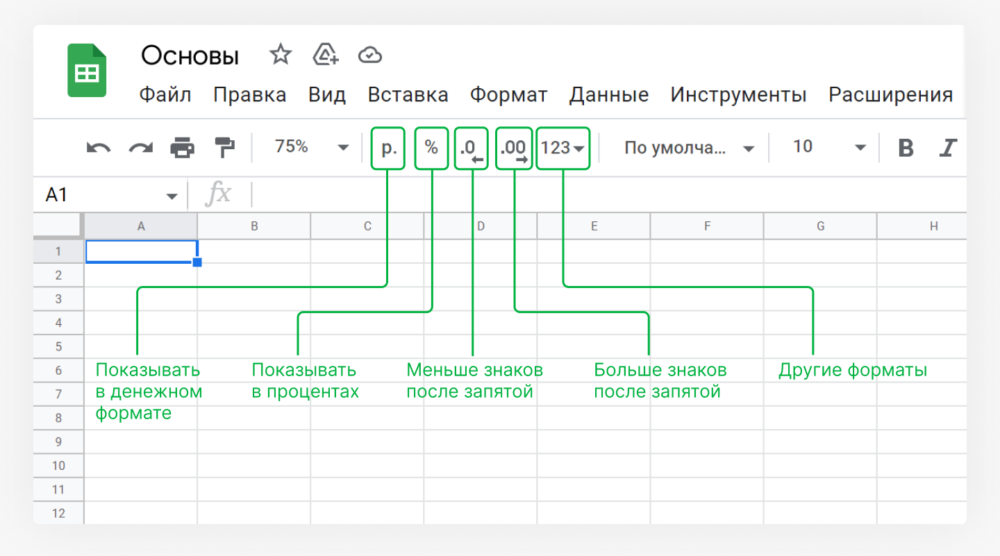 Основы
Файл Правка Вид Вставка Формат Данные Инструменты Расширения
75% р. % .0 .00 123 По умолча... 10 B I
A1 fx
A B C D E F G H
1
2
3
4
5
6
7
8
9
10
11
12
Показывать
в денежном
формате
Показывать
в процентах
Меньше знаков
после запятой
Больше знаков
после запятой
Другие форматы